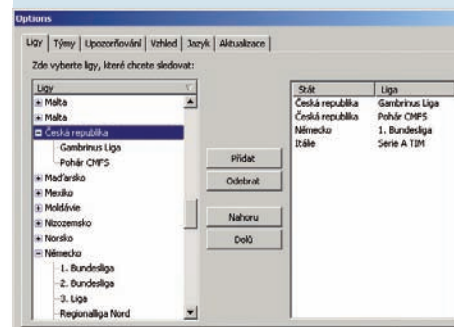 Options
Ligy Týmy Upozorňování Vzhled Jazyk Aktualizace
Zde vyberte ligy, které chcete sledovat:
Ligy
Malta
Malta
Česká republika
Gambrinus Liga
Pohár CMFS
Maďarsko
Mexiko
Moldávie
Nizozemsko
Norsko
Německo
1. Bundesliga
2. Bundesliga
3. Liga
Regionalliga Nord
Přidat
Odebrat
Nahoru
Dolů
Stát Liga
Česká republika Gambrinus Liga
Česká republika Pohár CMFS
Německo 1. Bundesliga
Itálie Serie A TIM